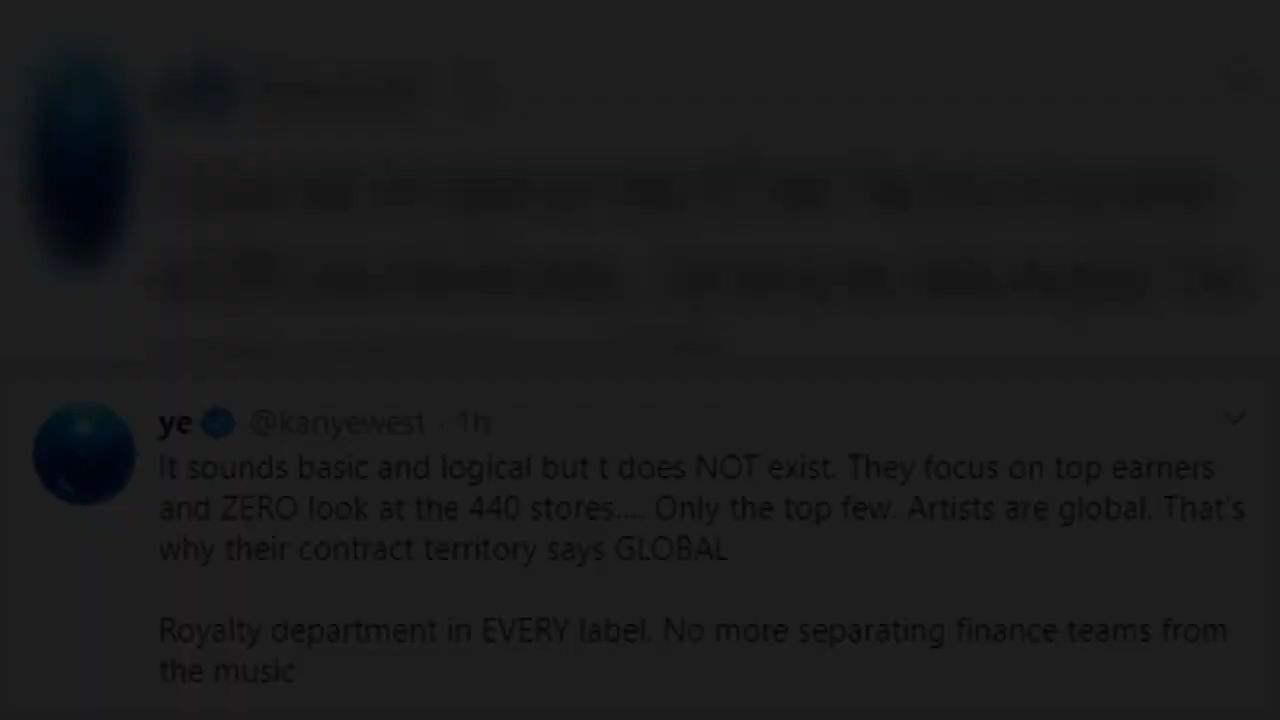 ye @kanyewest · 1h
It sounds basic and logical but t does NOT exist. They focus on top earners
and ZERO look at the 440 stores.... Only the top few. Artists are global. That's
why their contract territory says GLOBAL
Royalty department in EVERY label. No more separating finance teams from
the music